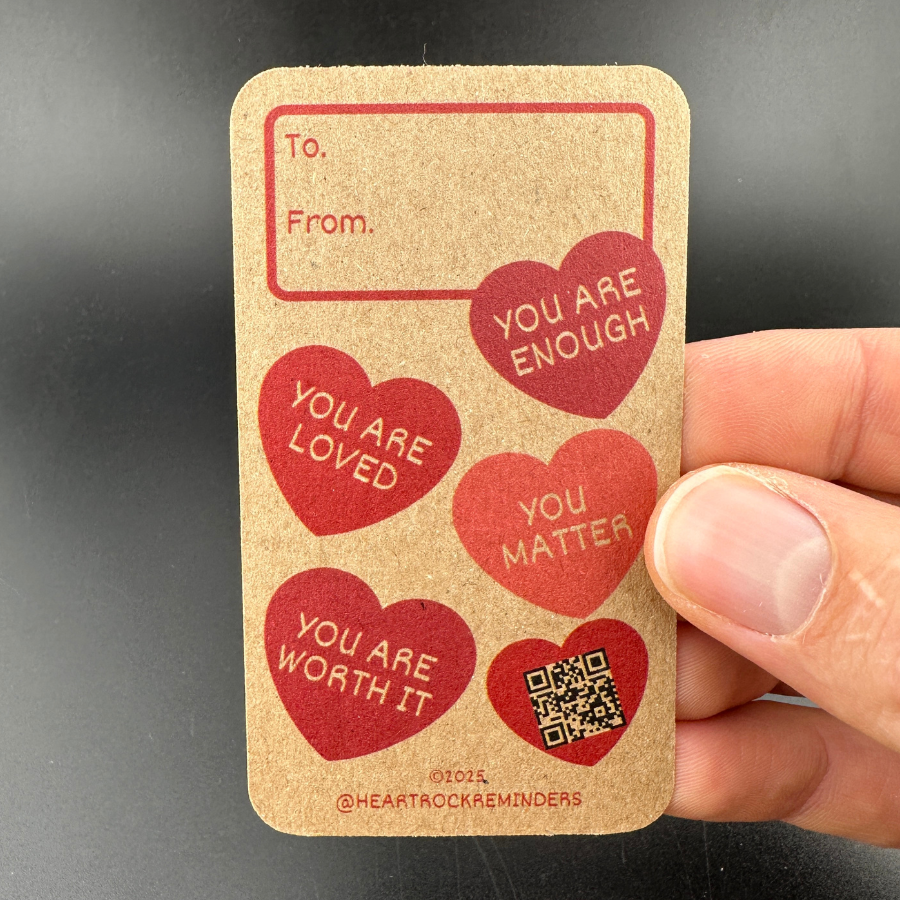 To.
From.
YOU ARE
ENOUGH
YOU ARE
LOVED
YOU
MATTER
YOU ARE
WORTH IT
©2025
@HEARTROCKREMINDERS